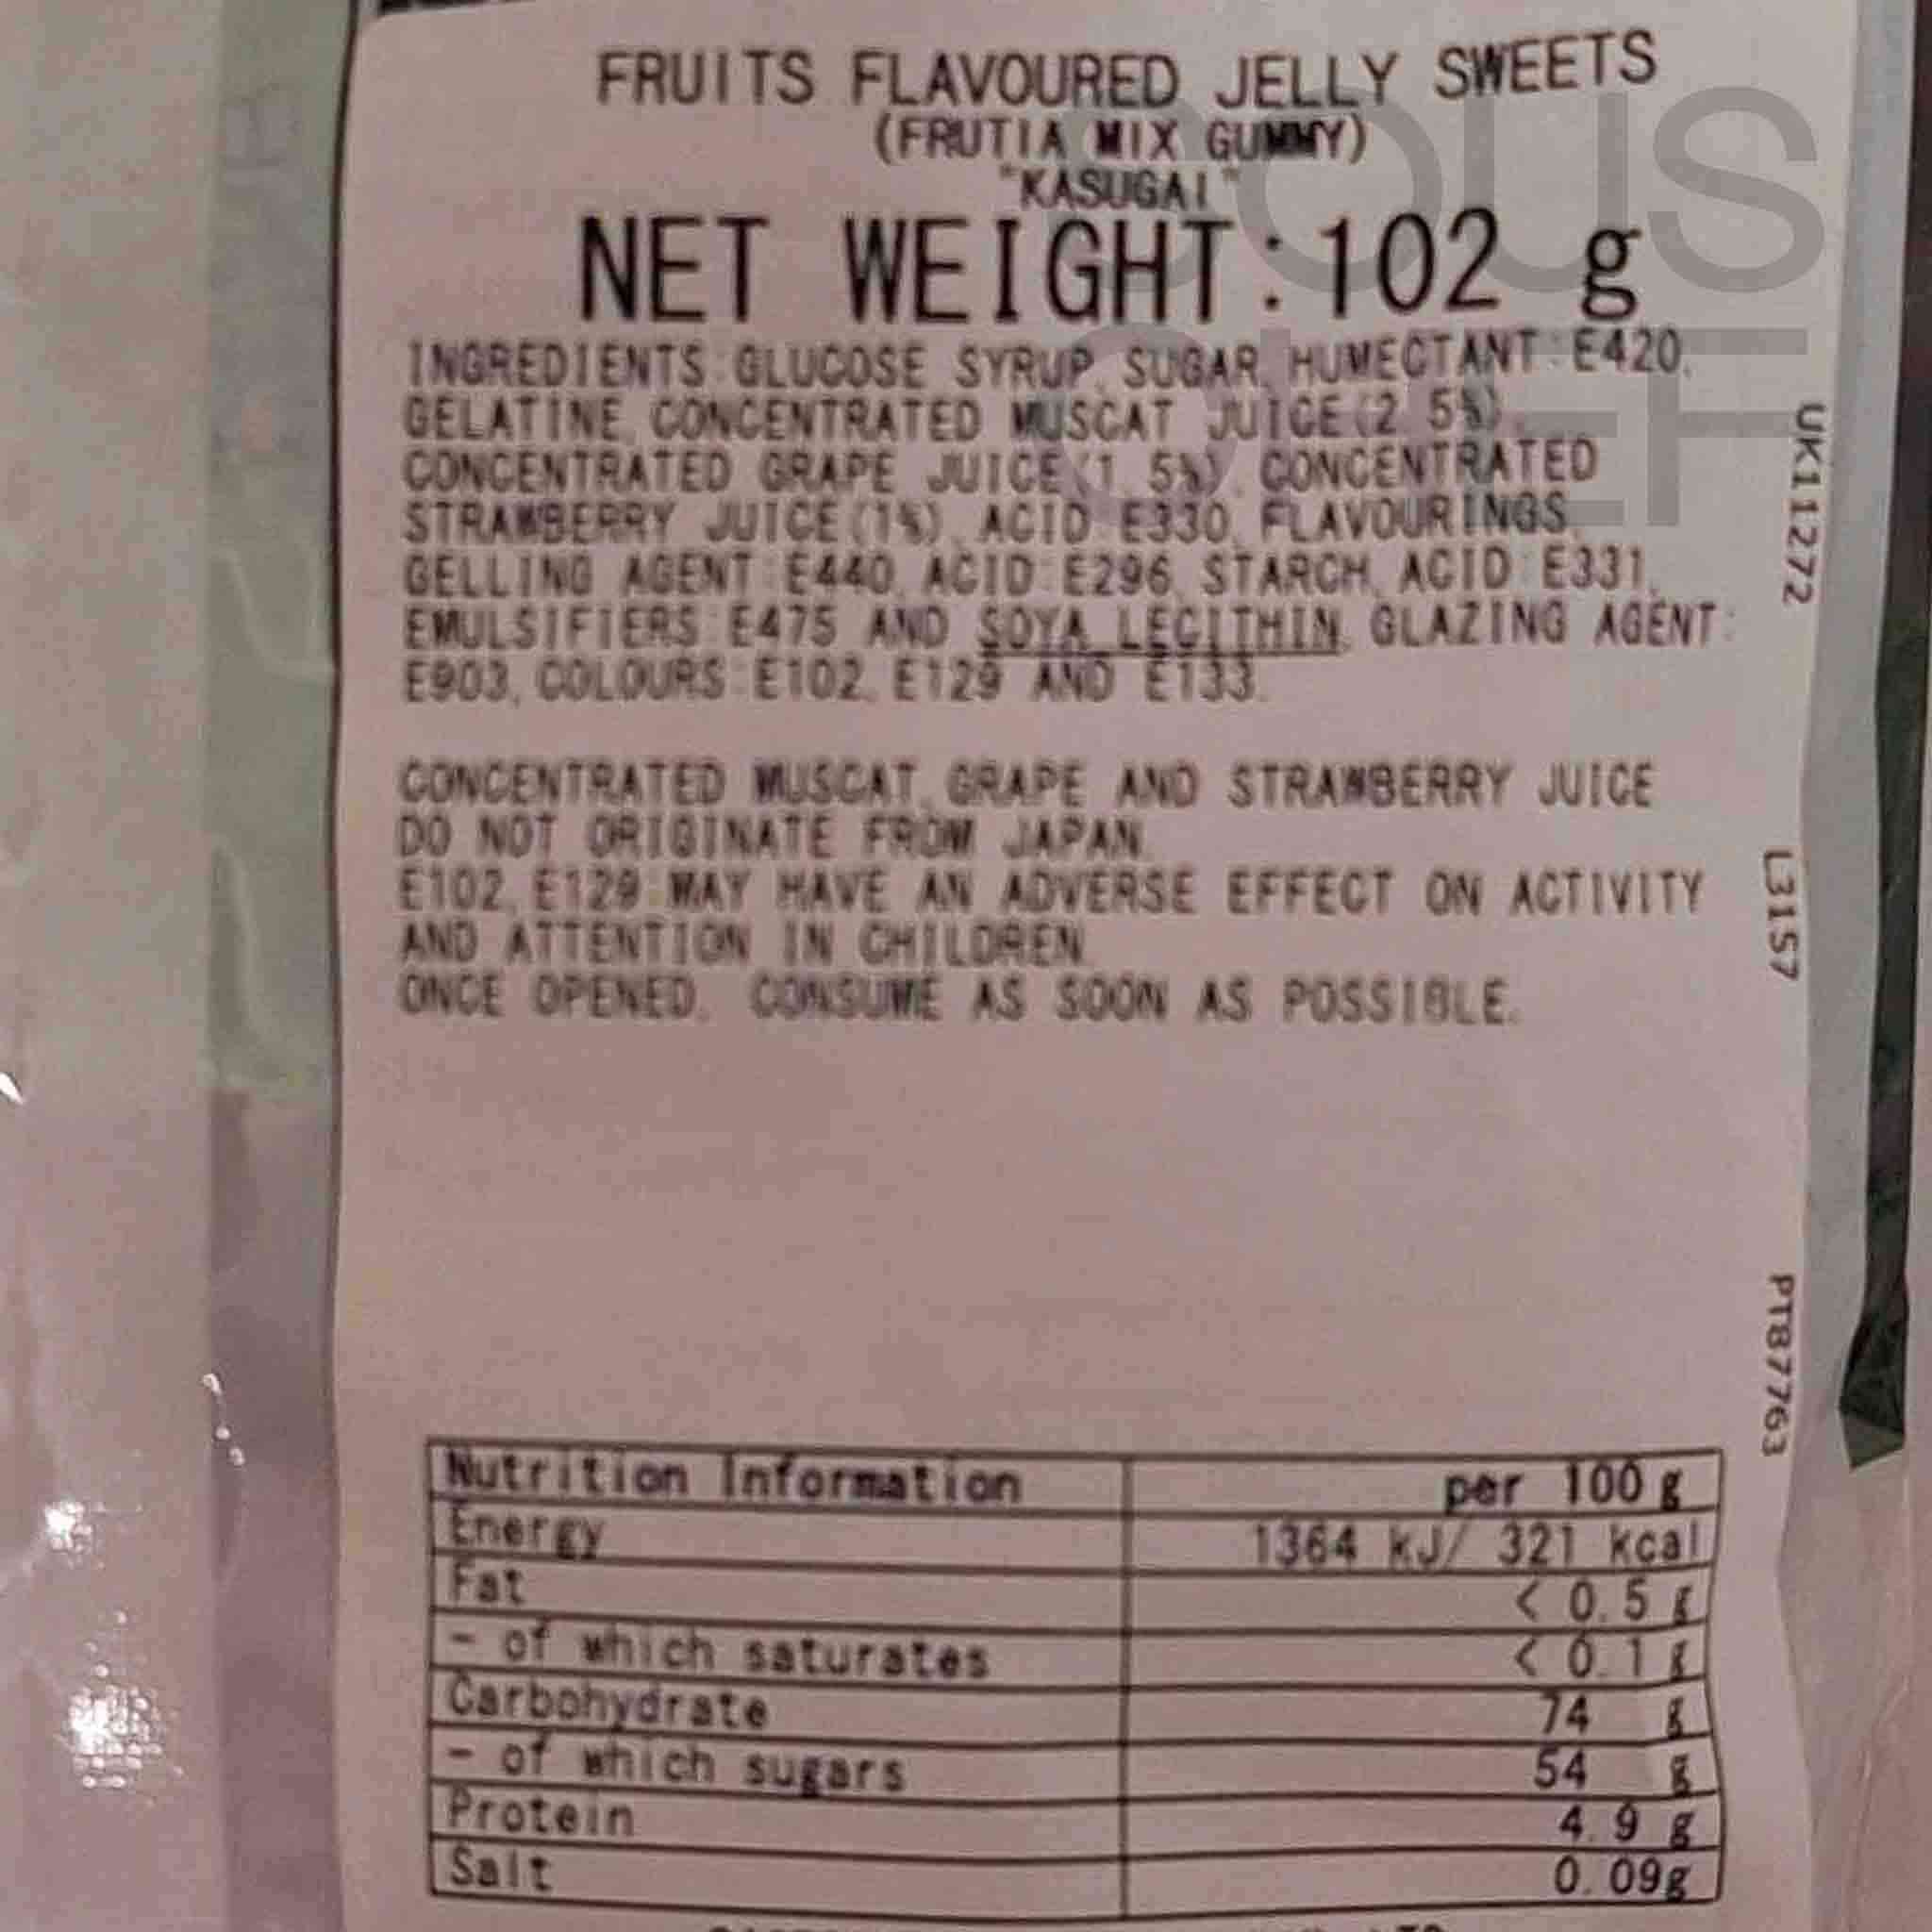 FRUITS FLAVOURED JELLY SWEETS
(FRUTIA MIX GUMMY)
"KASUGAI"
NET WEIGHT:102 g
INGREDIENTS:GLUCOSE SYRUP, SUGAR, HUMECTANT:E420,
GELATINE, CONCENTRATED MUSCAT JUICE(2.5%),
CONCENTRATED GRAPE JUICE(1.5%), CONCENTRATED
STRAWBERRY JUICE(1%), ACID:E330, FLAVOURINGS,
GELLING AGENT:E440, ACID:E296, STARCH, ACID:E331,
EMULSIFIERS:E475 AND SOYA LECITHIN, GLAZING AGENT:
E903, COLOURS:E102, E129 AND E133.
CONCENTRATED MUSCAT, GRAPE AND STRAWBERRY JUICE
DO NOT ORIGINATE FROM JAPAN.
E102, E129:MAY HAVE AN ADVERSE EFFECT ON ACTIVITY
AND ATTENTION IN CHILDREN.
ONCE OPENED, CONSUME AS SOON AS POSSIBLE.
Nutrition Information per 100 g
Energy 1364 kJ/ 321 kcal
Fat < 0.5 g
- of which saturates < 0.1 g
Carbohydrate 74 g
- of which sugars 54 g
Protein 4.9 g
Salt 0.09g
UK11272
L3157
PT87763
SOUS
CHEF